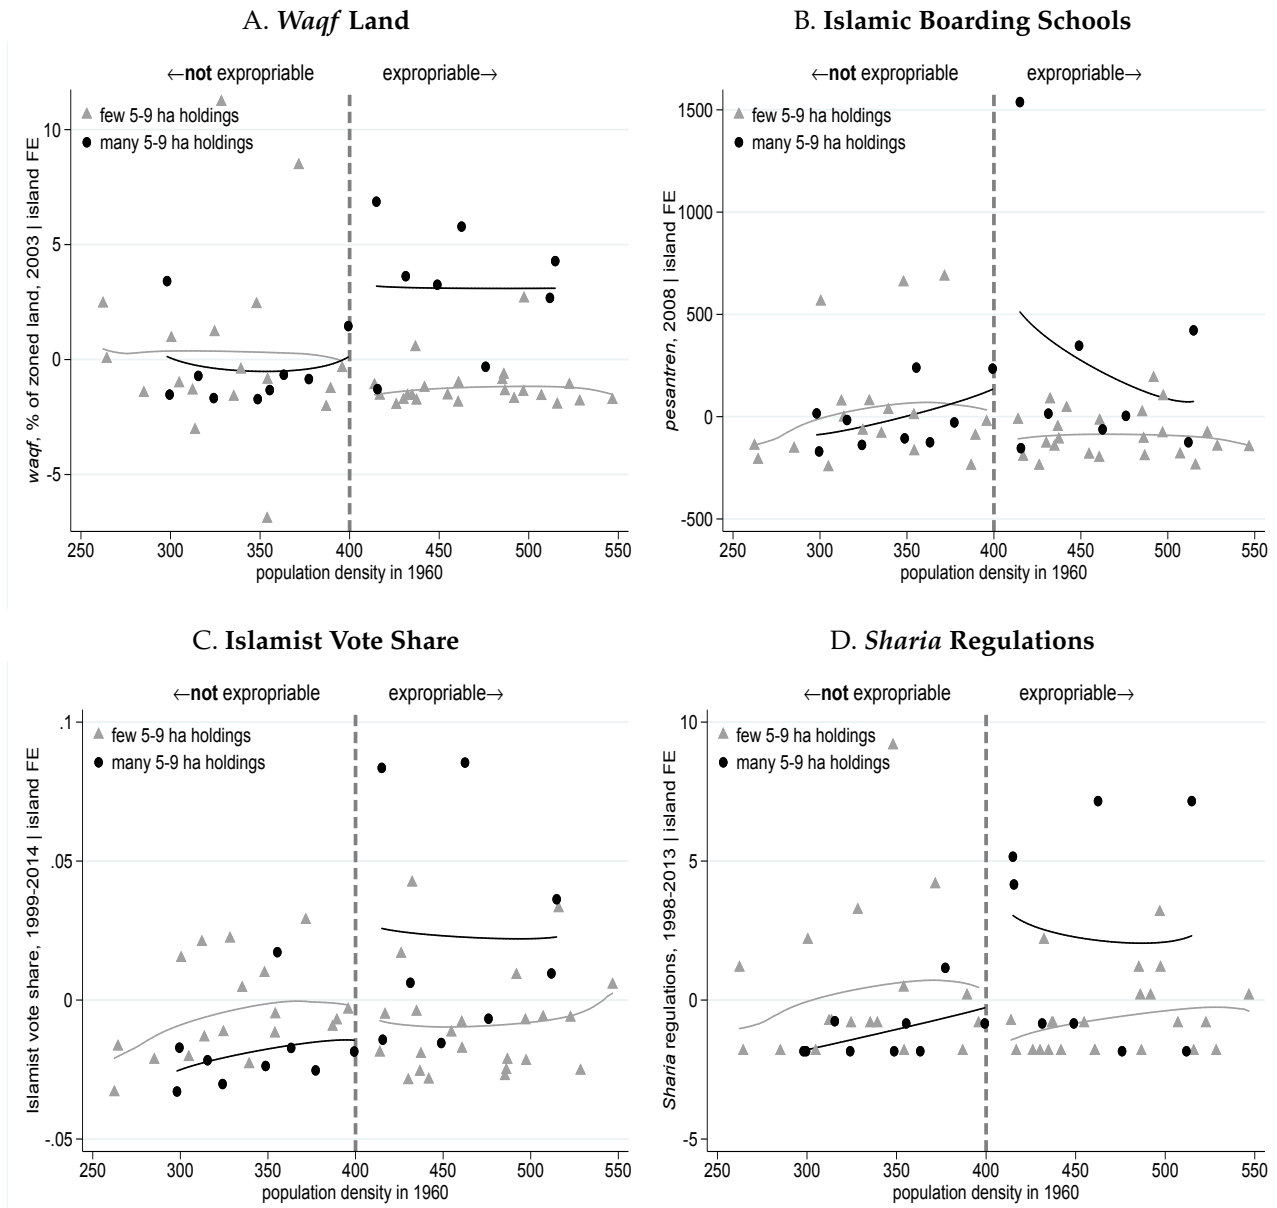 A. Waqf Land
←not expropriable expropriable→
few 5-9 ha holdings
many 5-9 ha holdings
waqf, % of zoned land, 2003 | island FE
10
5
0
-5
250 300 350 400 450 500 550
population density in 1960
B. Islamic Boarding Schools
←not expropriable expropriable→
few 5-9 ha holdings
many 5-9 ha holdings
pesantren, 2008 | island FE
1500
1000
500
0
-500
250 300 350 400 450 500 550
population density in 1960
C. Islamist Vote Share
←not expropriable expropriable→
few 5-9 ha holdings
many 5-9 ha holdings
Islamist vote share, 1999-2014 | island FE
.1
.05
0
-.05
250 300 350 400 450 500 550
population density in 1960
D. Sharia Regulations
←not expropriable expropriable→
few 5-9 ha holdings
many 5-9 ha holdings
Sharia regulations, 1998-2013 | island FE
10
5
0
-5
250 300 350 400 450 500 550
population density in 1960